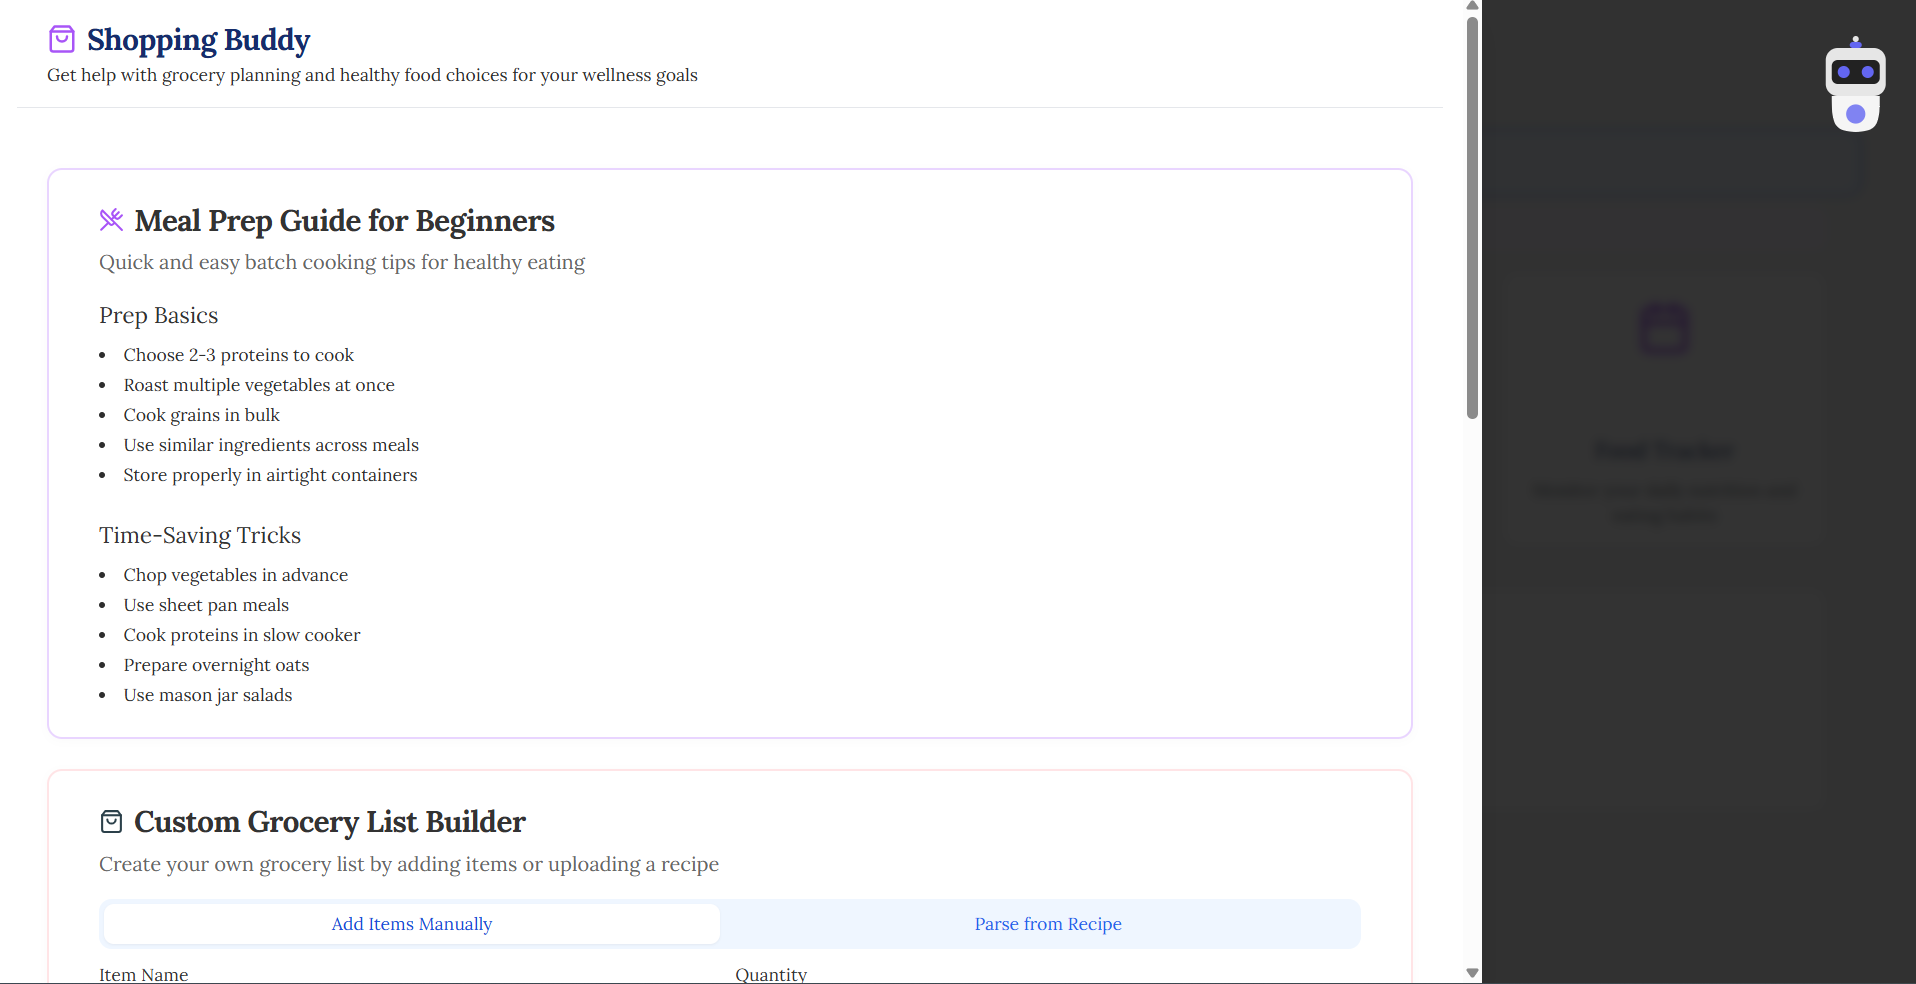 Shopping Buddy
Get help with grocery planning and healthy food choices for your wellness goals
Meal Prep Guide for Beginners
Quick and easy batch cooking tips for healthy eating
Prep Basics
Choose 2-3 proteins to cook
Roast multiple vegetables at once
Cook grains in bulk
Use similar ingredients across meals
Store properly in airtight containers
Time-Saving Tricks
Chop vegetables in advance
Use sheet pan meals
Cook proteins in slow cooker
Prepare overnight oats
Use mason jar salads
Custom Grocery List Builder
Create your own grocery list by adding items or uploading a recipe
Add Items Manually
Parse from Recipe
Item Name
Quantity
Food Tracker